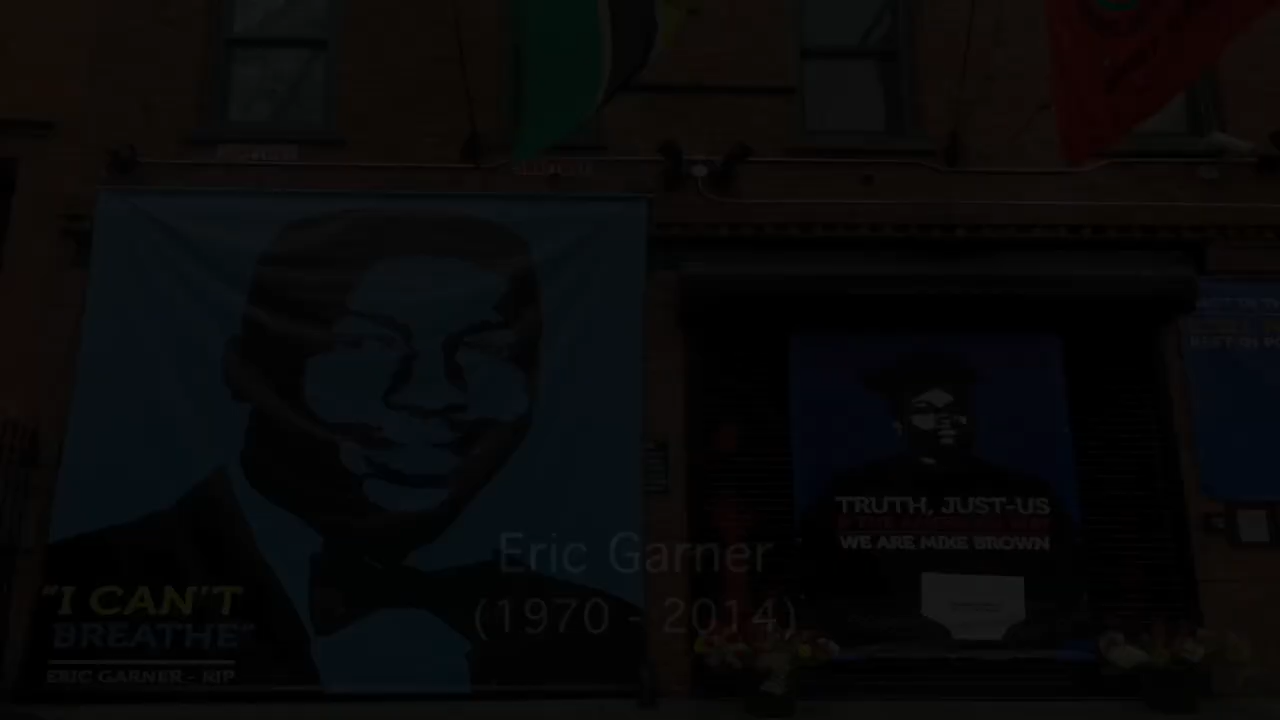 "I CAN'T
BREATHE"
ERIC GARNER - RIP
TRUTH, JUST-US
WE ARE MIKE BROWN
Eric Garner
(1970 - 2014)